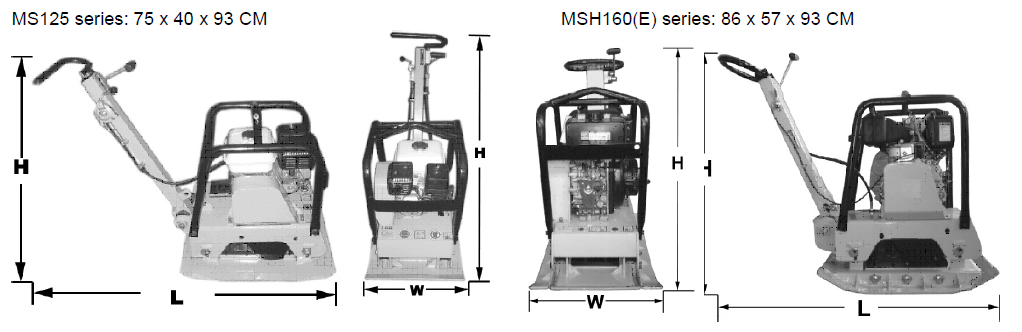 MS125 series: 75 x 40 x 93 CM
MSH160(E) series: 86 x 57 x 93 CM
H
H
H
H
L
W
W
L